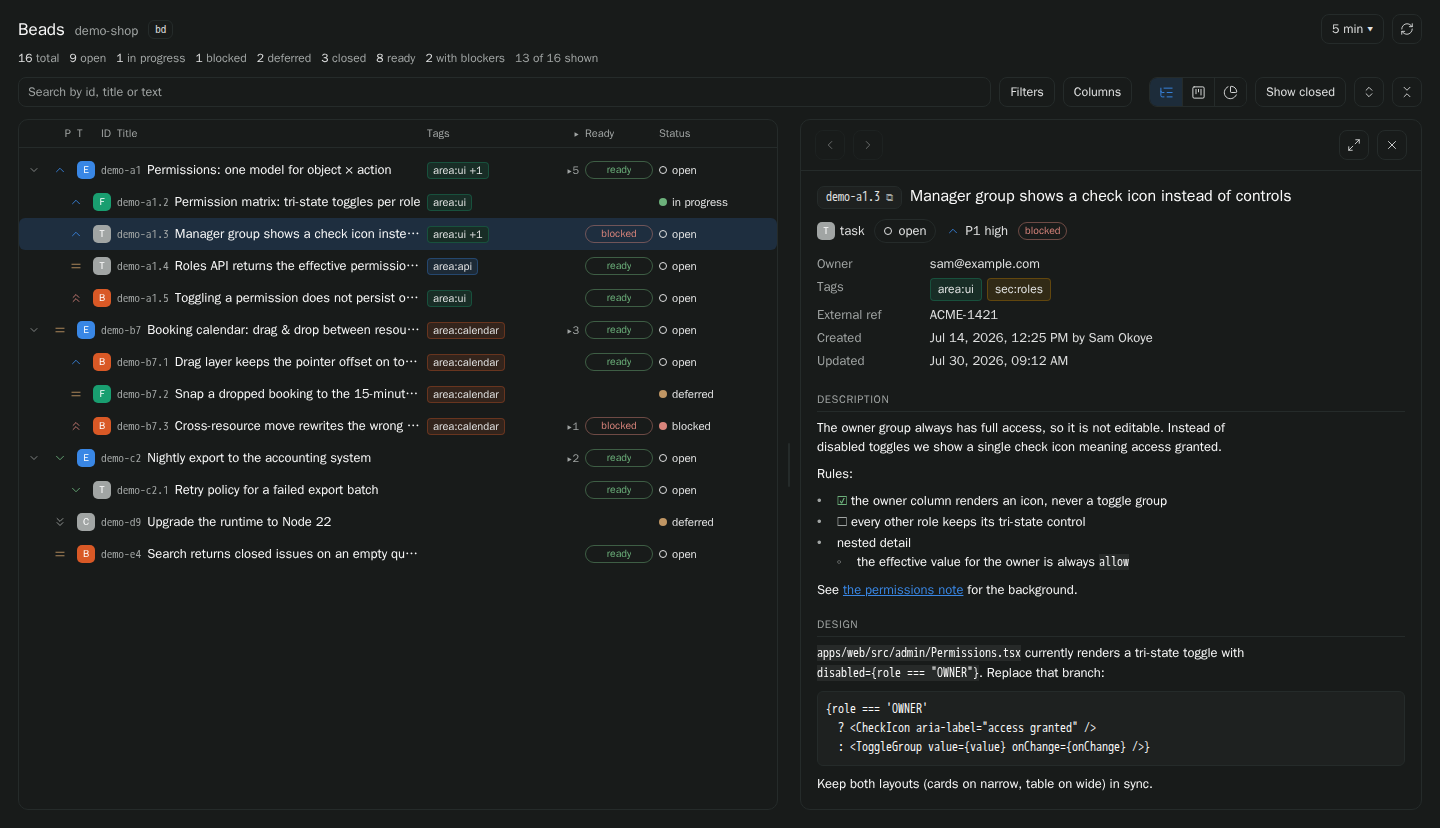 Beads demo-shop bd 5 min ▾
16 total 9 open 1 in progress 1 blocked 2 deferred 3 closed 8 ready 2 with blockers 13 of 16 shown
Search by id, title or text Filters Columns Show closed
P T ID Title Tags ▸ Ready Status
E demo-a1 Permissions: one model for object × action area:ui +1 ▸5 ready open
F demo-a1.2 Permission matrix: tri-state toggles per role area:ui in progress
T demo-a1.3 Manager group shows a check icon inste··· area:ui +1 blocked open
T demo-a1.4 Roles API returns the effective permissio··· area:api ready open
B demo-a1.5 Toggling a permission does not persist o··· area:ui ready open
E demo-b7 Booking calendar: drag & drop between resou··· area:calendar ▸3 ready open
B demo-b7.1 Drag layer keeps the pointer offset on to··· area:calendar ready open
F demo-b7.2 Snap a dropped booking to the 15-minut··· area:calendar deferred
B demo-b7.3 Cross-resource move rewrites the wrong ··· area:calendar ▸1 blocked blocked
E demo-c2 Nightly export to the accounting system ▸2 ready open
T demo-c2.1 Retry policy for a failed export batch ready open
C demo-d9 Upgrade the runtime to Node 22 deferred
B demo-e4 Search returns closed issues on an empty qu··· ready open
demo-a1.3 Manager group shows a check icon instead of controls
T task open P1 high blocked
Owner sam@example.com
Tags area:ui sec:roles
External ref ACME-1421
Created Jul 14, 2026, 12:25 PM by Sam Okoye
Updated Jul 30, 2026, 09:12 AM
DESCRIPTION
The owner group always has full access, so it is not editable. Instead of
disabled toggles we show a single check icon meaning access granted.
Rules:
• ☑ the owner column renders an icon, never a toggle group
• ☐ every other role keeps its tri-state control
• nested detail
◦ the effective value for the owner is always allow
See the permissions note for the background.
DESIGN
apps/web/src/admin/Permissions.tsx currently renders a tri-state toggle with
disabled={role === "OWNER"}. Replace that branch:
{role === 'OWNER'
? <CheckIcon aria-label="access granted" />
: <ToggleGroup value={value} onChange={onChange} />}
Keep both layouts (cards on narrow, table on wide) in sync.